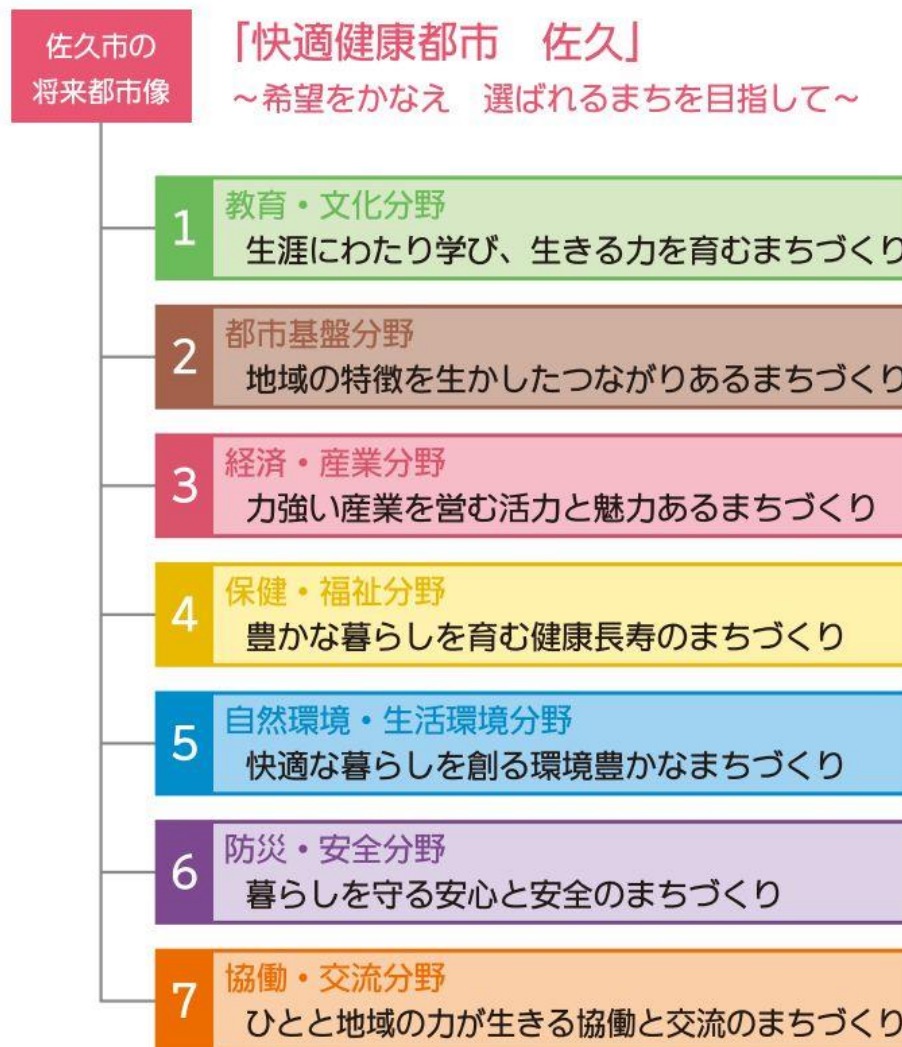 佐久市の
将来都市像
「快適健康都市　佐久」
～希望をかなえ　選ばれるまちを目指して～
1
教育・文化分野
生涯にわたり学び、生きる力を育むまちづくり
2
都市基盤分野
地域の特徴を生かしたつながりあるまちづくり
3
経済・産業分野
力強い産業を営む活力と魅力あるまちづくり
4
保健・福祉分野
豊かな暮らしを育む健康長寿のまちづくり
5
自然環境・生活環境分野
快適な暮らしを創る環境豊かなまちづくり
6
防災・安全分野
暮らしを守る安心と安全のまちづくり
7
協働・交流分野
ひとと地域の力が生きる協働と交流のまちづくり